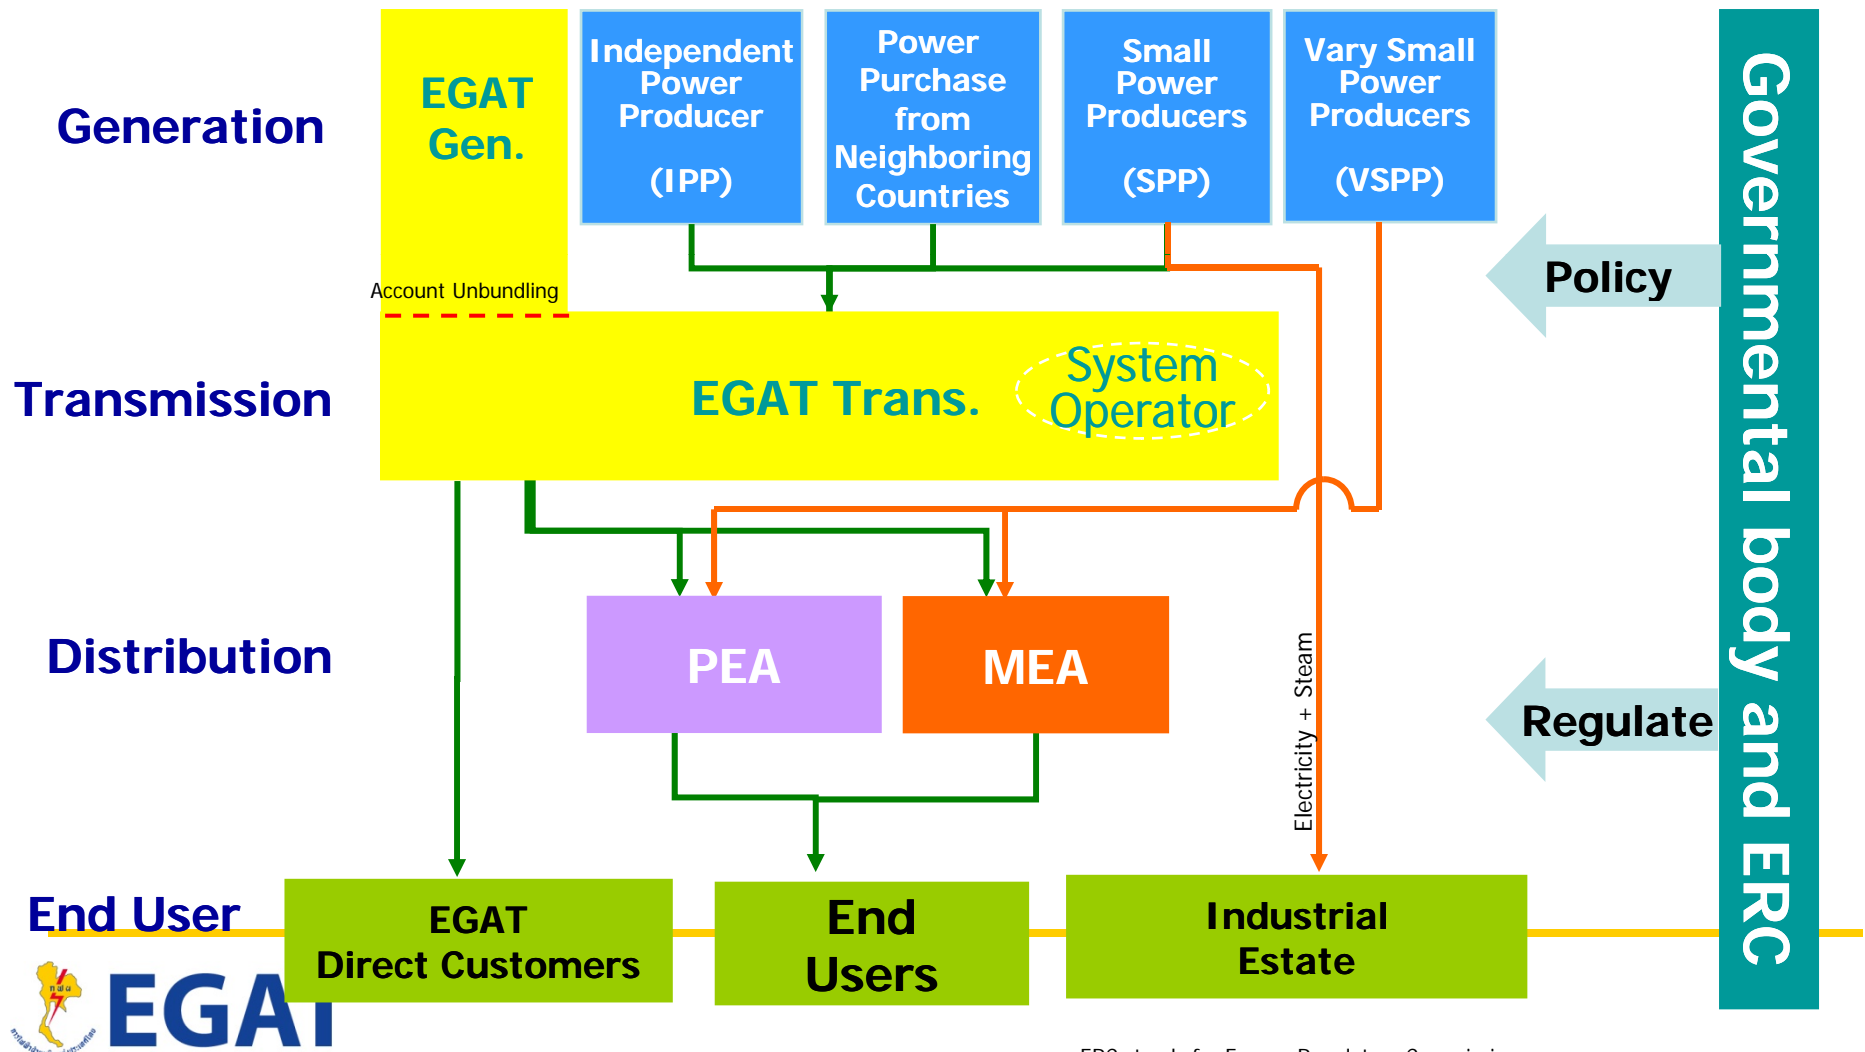 Generation
EGAT
Gen.
Independent
Power
Producer
(IPP)
Power
Purchase
from
Neighboring
Countries
Small
Power
Producers
(SPP)
Vary Small
Power
Producers
(VSPP)
Governmental body and ERC
Policy
Account Unbundling
Transmission
EGAT Trans.
System
Operator
Distribution
PEA
MEA
Electricity + Steam
Regulate
End User
EGAT
Direct Customers
End
Users
Industrial
Estate
EGAT